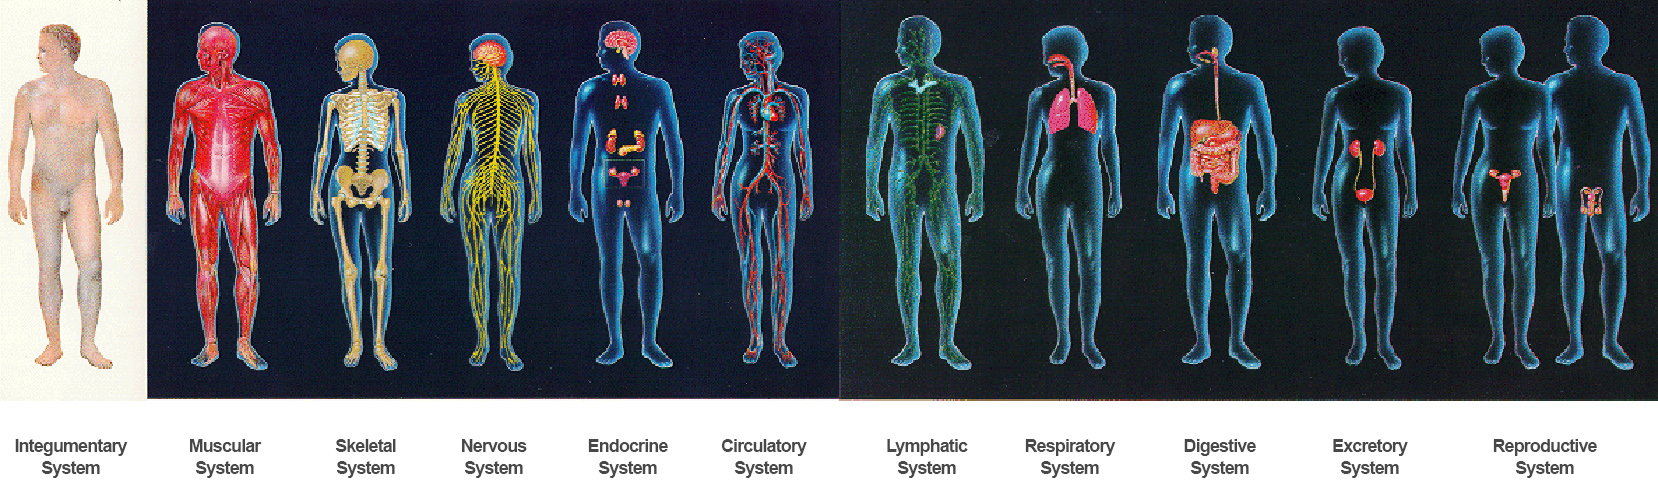 Integumentary
System
Muscular
System
Skeletal
System
Nervous
System
Endocrine
System
Circulatory
System
Lymphatic
System
Respiratory
System
Digestive
System
Excretory
System
Reproductive
System